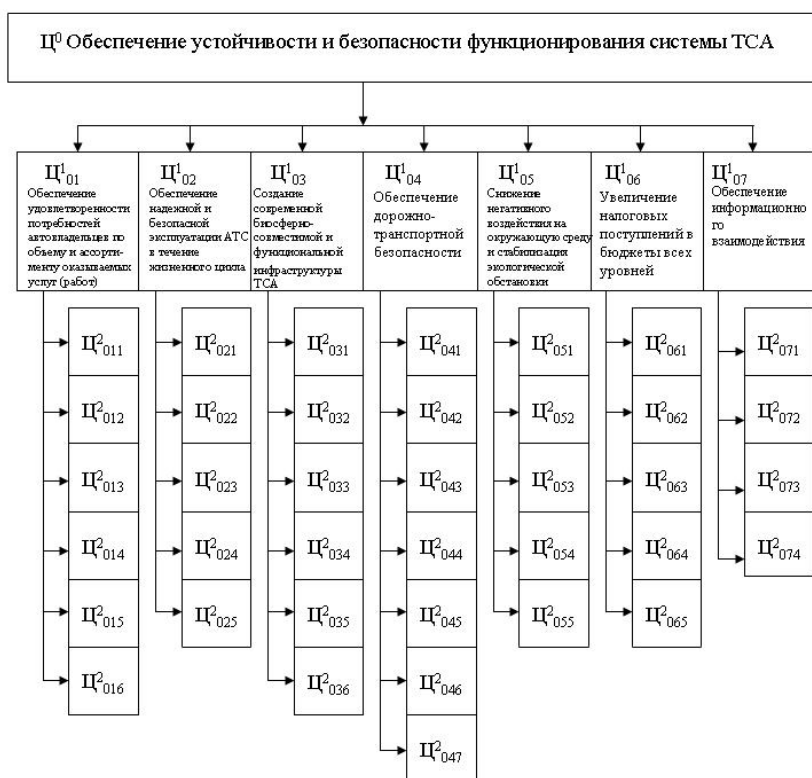 Ц⁰ Обеспечение устойчивости и безопасности функционирования системы ТСА
Ц¹₀₁
Обеспечение
удовлетворенности
потребностей
автовладельцев по
объему и ассорти-
менту оказываемых
услуг (работ)
Ц¹₀₂
Обеспечение
надежной и
безопасной
эксплуатации АТС
в течение
жизненного цикла
Ц¹₀₃
Создание
современной
биосферно-
совместимой и
функциональной
инфраструктуры
ТСА
Ц¹₀₄
Обеспечение
дорожно-
транспортной
безопасности
Ц¹₀₅
Снижение
негативного
воздействия на
окружающую среду
и стабилизация
экологической
обстановки
Ц¹₀₆
Увеличение
налоговых
поступлений в
бюджеты всех
уровней
Ц¹₀₇
Обеспечение
информационно
го
взаимодействия
Ц²₀₁₁
Ц²₀₁₂
Ц²₀₁₃
Ц²₀₁₄
Ц²₀₁₅
Ц²₀₁₆
Ц²₀₂₁
Ц²₀₂₂
Ц²₀₂₃
Ц²₀₂₄
Ц²₀₂₅
Ц²₀₃₁
Ц²₀₃₂
Ц²₀₃₃
Ц²₀₃₄
Ц²₀₃₅
Ц²₀₃₆
Ц²₀₄₁
Ц²₀₄₂
Ц²₀₄₃
Ц²₀₄₄
Ц²₀₄₅
Ц²₀₄₆
Ц²₀₄₇
Ц²₀₅₁
Ц²₀₅₂
Ц²₀₅₃
Ц²₀₅₄
Ц²₀₅₅
Ц²₀₆₁
Ц²₀₆₂
Ц²₀₆₃
Ц²₀₆₄
Ц²₀₆₅
Ц²₀₇₁
Ц²₀₇₂
Ц²₀₇₃
Ц²₀₇₄